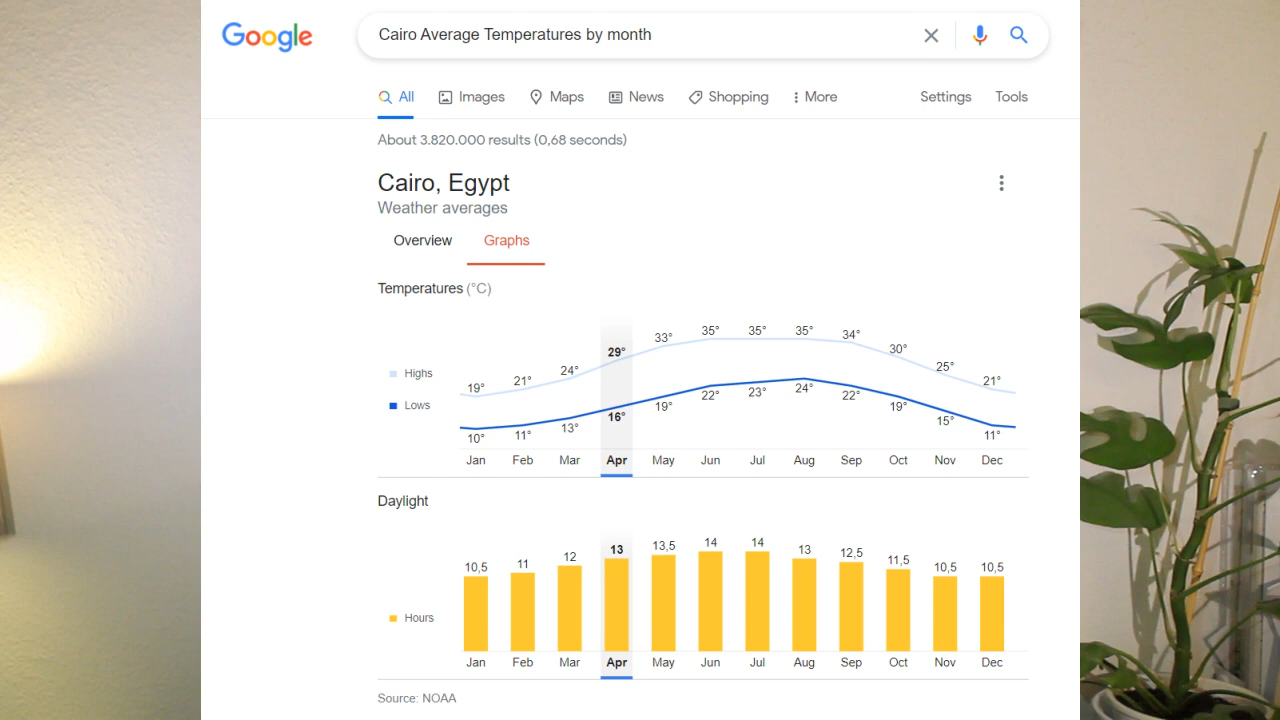 Google
Cairo Average Temperatures by month
All Images Maps News Shopping More Settings Tools
About 3.820.000 results (0,68 seconds)
Cairo, Egypt
Weather averages
Overview Graphs
Temperatures (°C)
Highs
Lows
19° 21° 24° 29° 33° 35° 35° 35° 34° 30° 25° 21°
10° 11° 13° 16° 19° 22° 23° 24° 22° 19° 15° 11°
Jan Feb Mar Apr May Jun Jul Aug Sep Oct Nov Dec
Daylight
10,5 11 12 13 13,5 14 14 13 12,5 11,5 10,5 10,5
Hours
Jan Feb Mar Apr May Jun Jul Aug Sep Oct Nov Dec
Source: NOAA